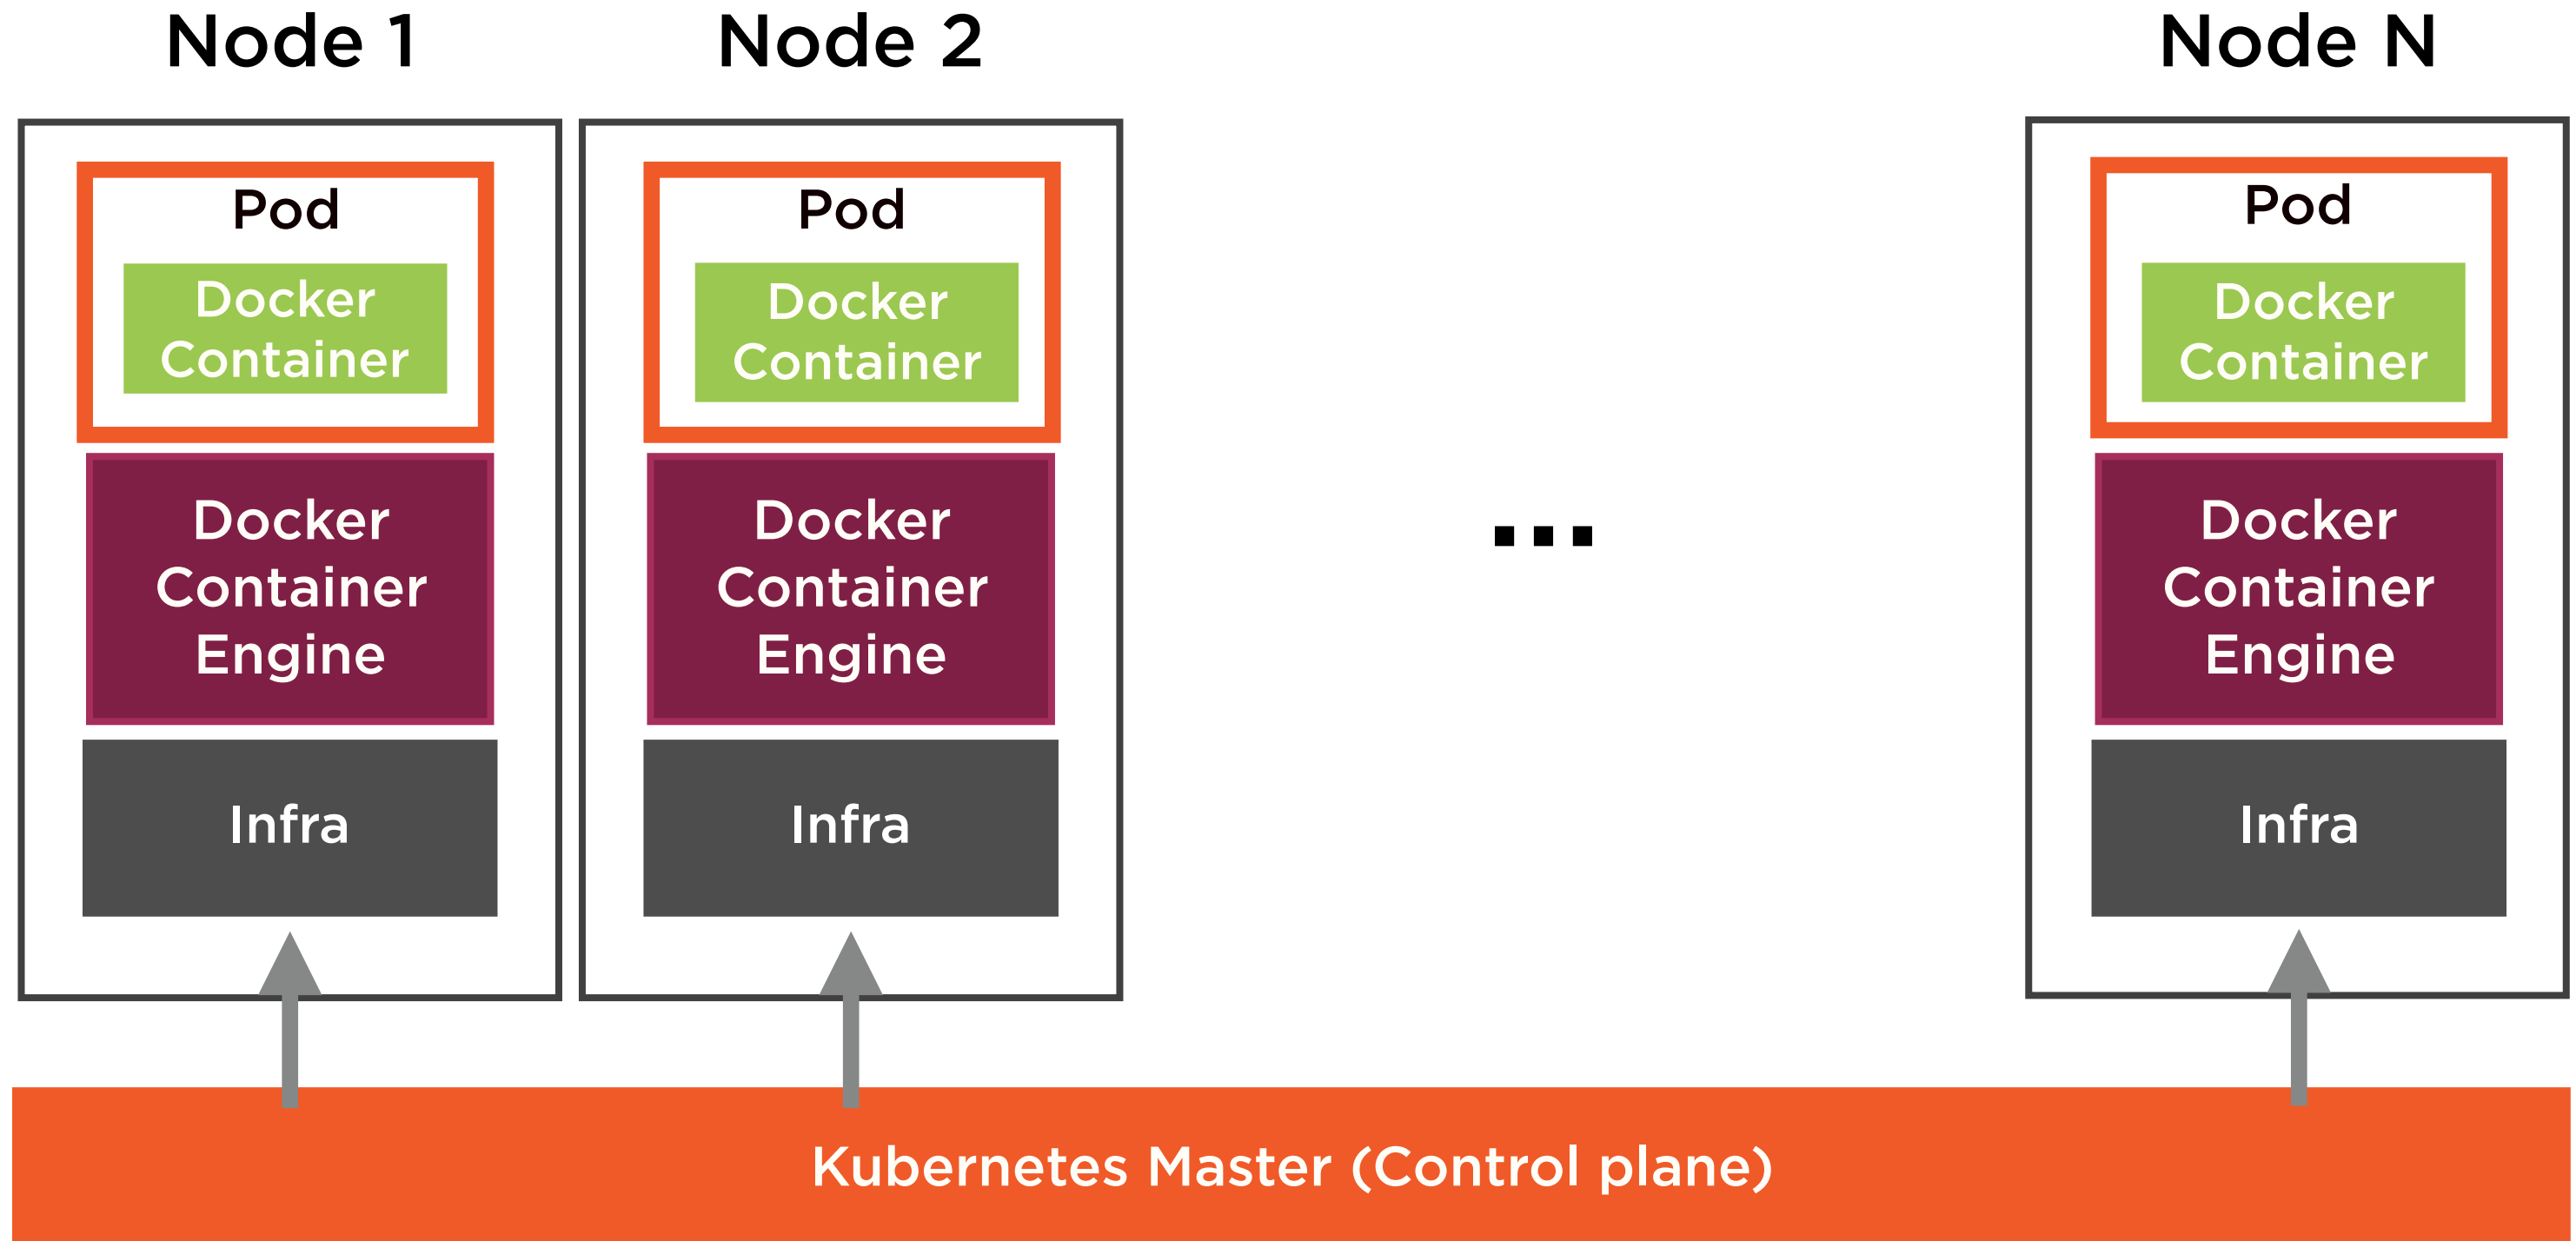 Node 1
Node 2
Node N
Pod
Docker
Container
Docker
Container
Engine
Infra
Pod
Docker
Container
Docker
Container
Engine
Infra
...
Pod
Docker
Container
Docker
Container
Engine
Infra
Kubernetes Master (Control plane)